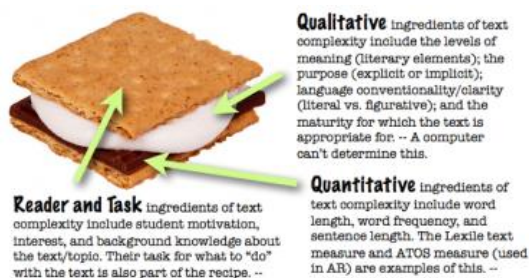 Qualitative ingredients of text
complexity include the levels of
meaning (literary elements); the
purpose (explicit or implicit);
language conventionality/clarity
(literal vs. figurative); and the
maturity for which the text is
appropriate for. -- A computer
can't determine this.
Quantitative ingredients of
text complexity include word
length, word frequency, and
sentence length. The Lexile text
measure and ATOS measure (used
in AR) are examples of this. --
Reader and Task ingredients of text
complexity include student motivation,
interest, and background knowledge about
the text/topic. Their task for what to "do"
with the text is also part of the recipe. --